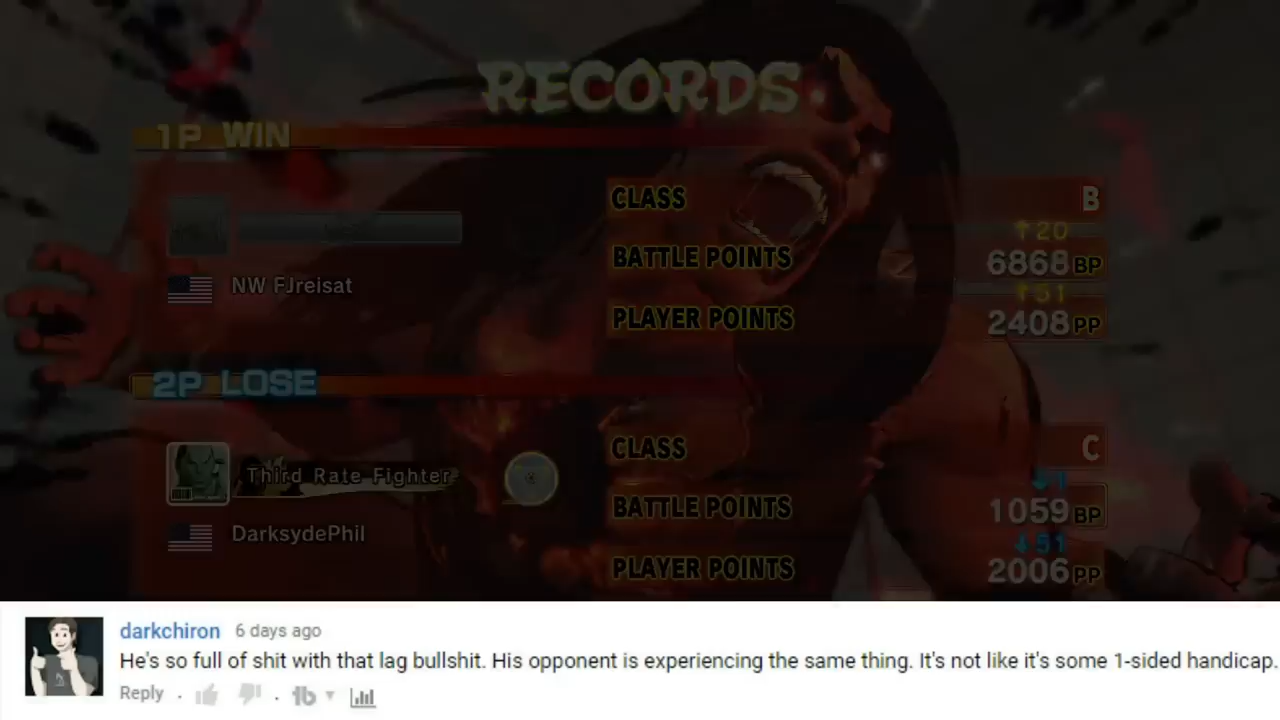 RECORDS
1P WIN
CLASS B
↑20
BATTLE POINTS 6868 BP
NW FJreisat
↑51
PLAYER POINTS 2408 PP
2P LOSE
CLASS C
Third Rate Fighter C
↓1
BATTLE POINTS 1059 BP
DarksydePhil
↓51
PLAYER POINTS 2006 PP
darkchiron 6 days ago
He's so full of shit with that lag bullshit. His opponent is experiencing the same thing. It's not like it's some 1-sided handicap.
Reply · · tb